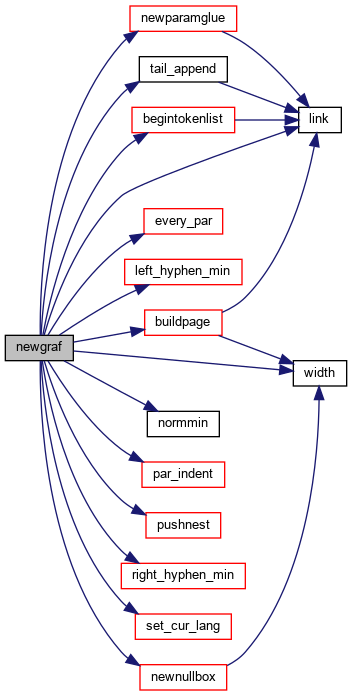 newparamglue
tail_append
begintokenlist
link
every_par
left_hyphen_min
buildpage
newgraf
width
normmin
par_indent
pushnest
right_hyphen_min
set_cur_lang
newnullbox